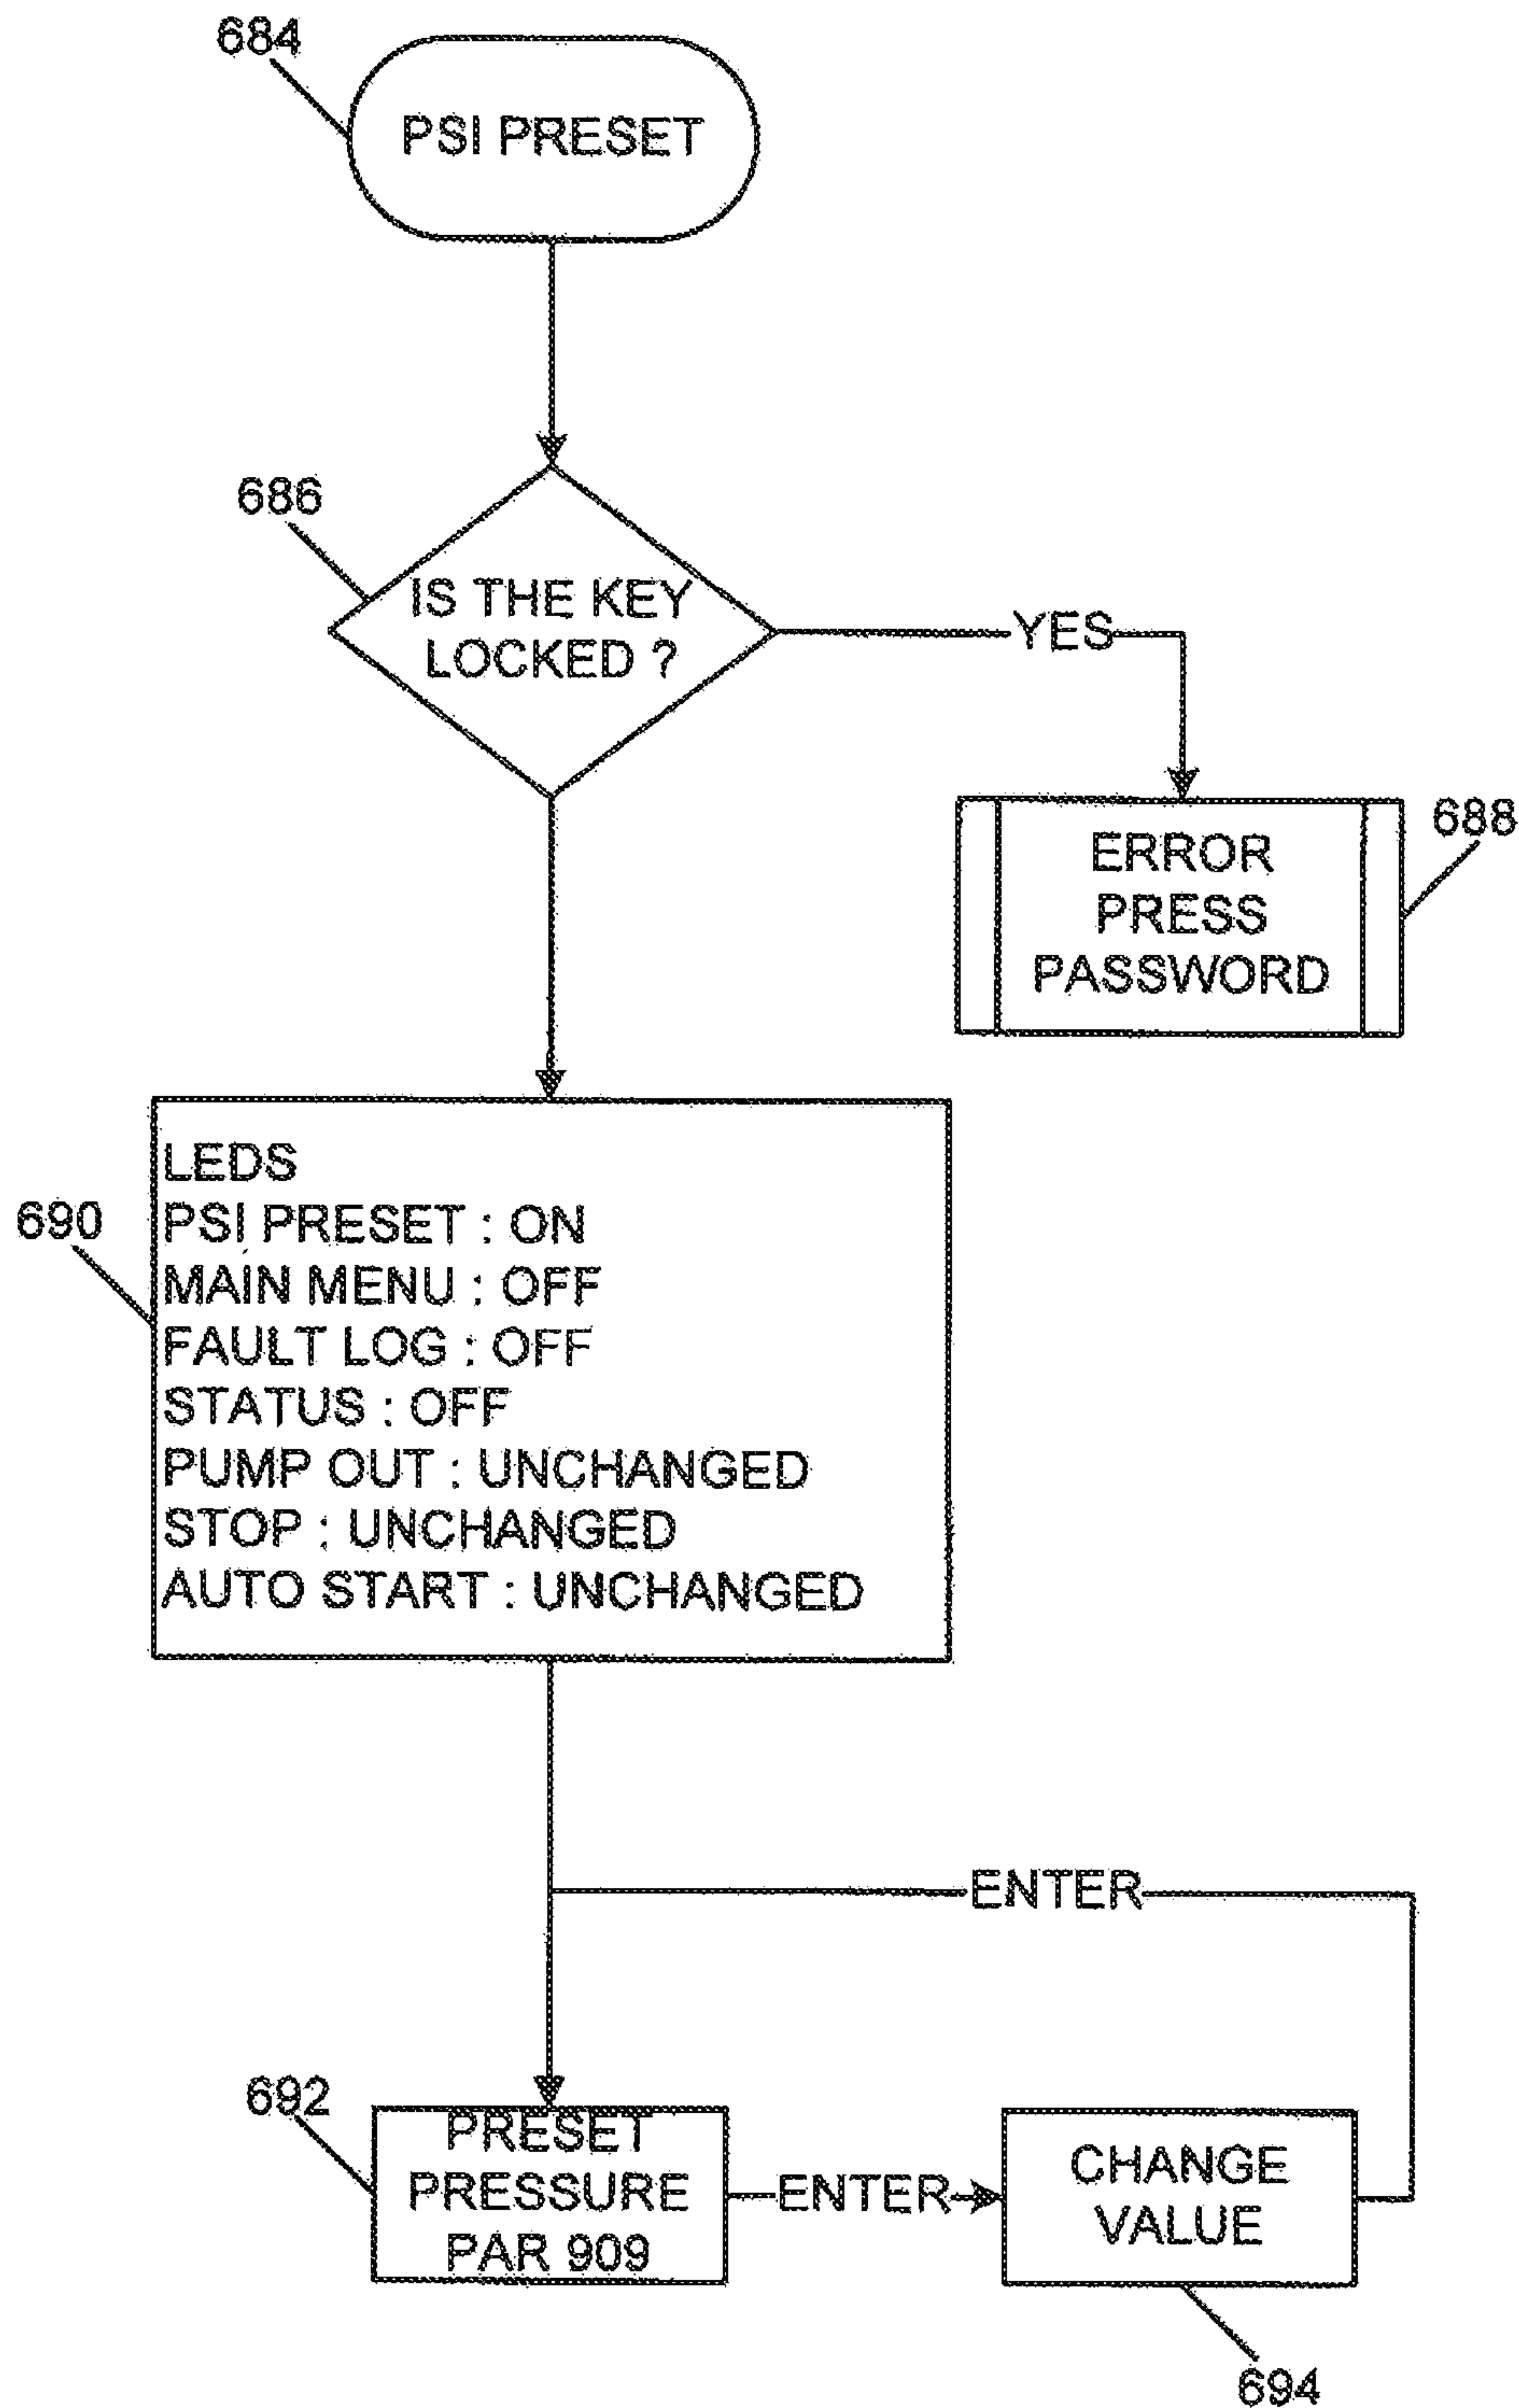 684
PSI PRESET
686
IS THE KEY
LOCKED ?
YES
688
ERROR
PRESS
PASSWORD
690
LEDS
PSI PRESET : ON
MAIN MENU : OFF
FAULT LOG : OFF
STATUS : OFF
PUMP OUT : UNCHANGED
STOP : UNCHANGED
AUTO START : UNCHANGED
ENTER
692
PRESET
PRESSURE
PAR 909
ENTER
CHANGE
VALUE
694